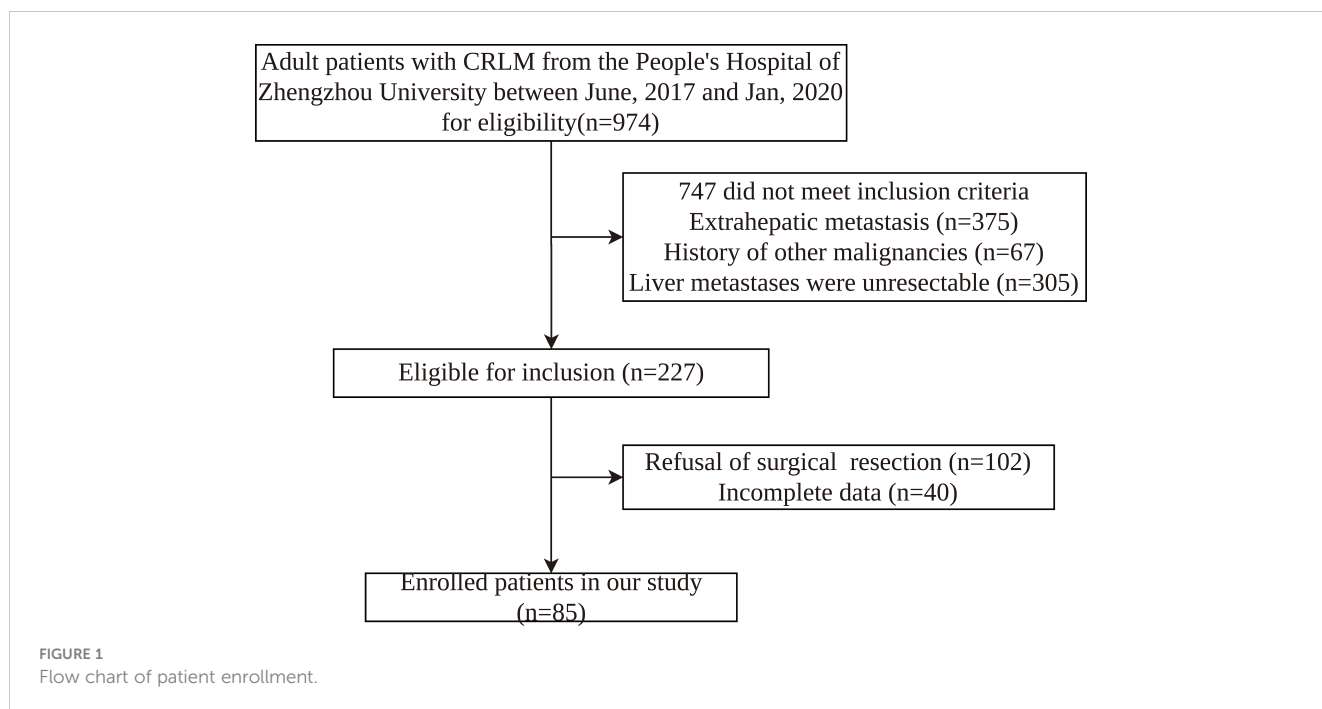 Adult patients with CRLM from the People's Hospital of
Zhengzhou University between June, 2017 and Jan, 2020
for eligibility(n=974)
747 did not meet inclusion criteria
Extrahepatic metastasis (n=375)
History of other malignancies (n=67)
Liver metastases were unresectable (n=305)
Eligible for inclusion (n=227)
Refusal of surgical  resection (n=102)
Incomplete data (n=40)
Enrolled patients in our study
(n=85)
FIGURE 1
Flow chart of patient enrollment.